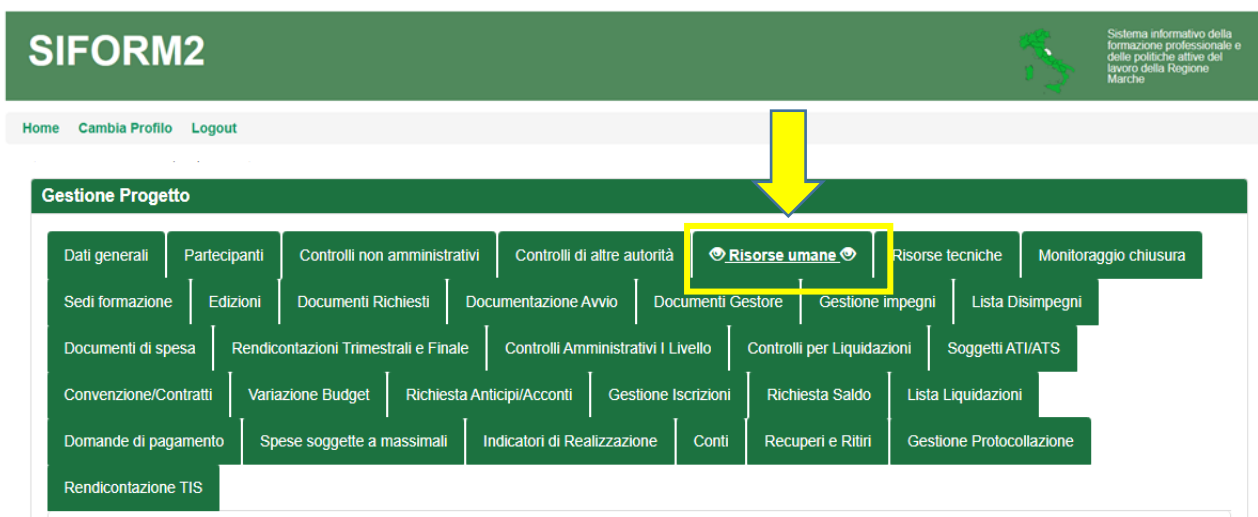 SIFORM2
Sistema informativo della
formazione professionale e
delle politiche attive del
lavoro della Regione
Marche
Home Cambia Profilo Logout
Gestione Progetto
Dati generali Partecipanti Controlli non amministrativi Controlli di altre autorità Risorse umane Risorse tecniche Monitoraggio chiusura
Sedi formazione Edizioni Documenti Richiesti Documentazione Avvio Documenti Gestore Gestione impegni Lista Disimpegni
Documenti di spesa Rendicontazioni Trimestrali e Finale Controlli Amministrativi I Livello Controlli per Liquidazioni Soggetti ATI/ATS
Convenzione/Contratti Variazione Budget Richiesta Anticipi/Acconti Gestione Iscrizioni Richiesta Saldo Lista Liquidazioni
Domande di pagamento Spese soggette a massimali Indicatori di Realizzazione Conti Recuperi e Ritiri Gestione Protocollazione
Rendicontazione TIS